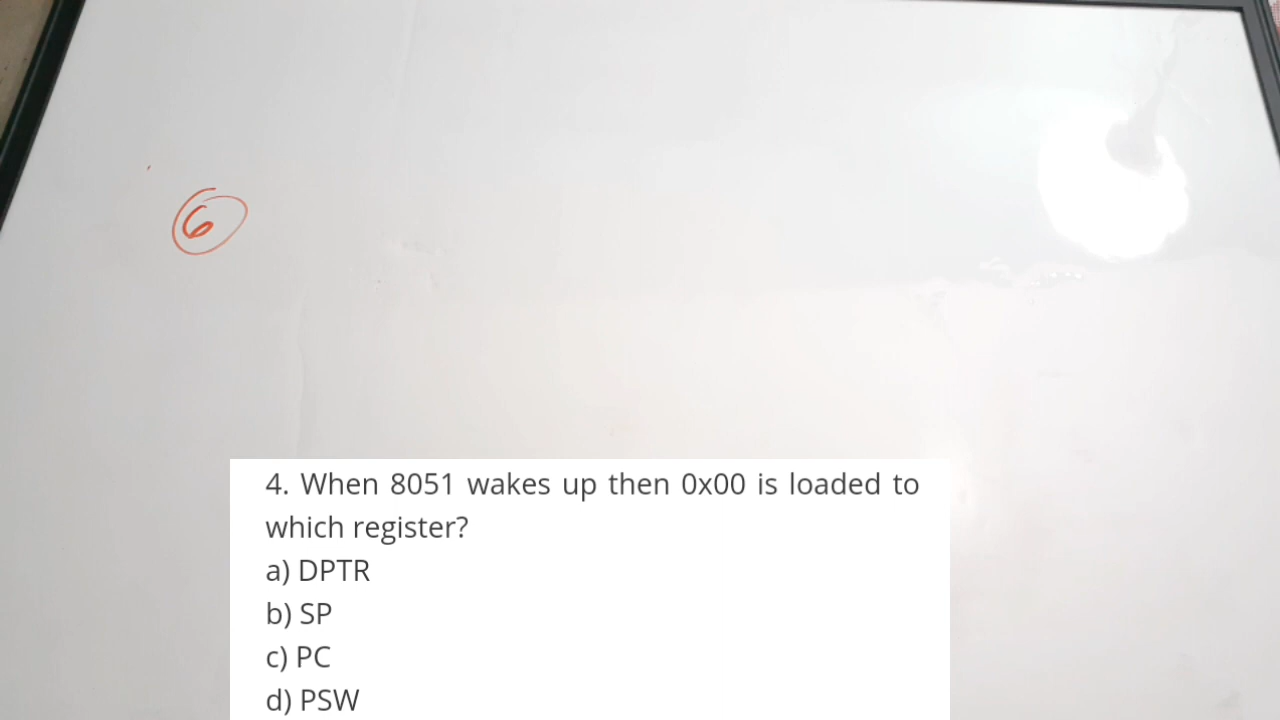 6
4. When 8051 wakes up then 0x00 is loaded to
which register?
a) DPTR
b) SP
c) PC
d) PSW